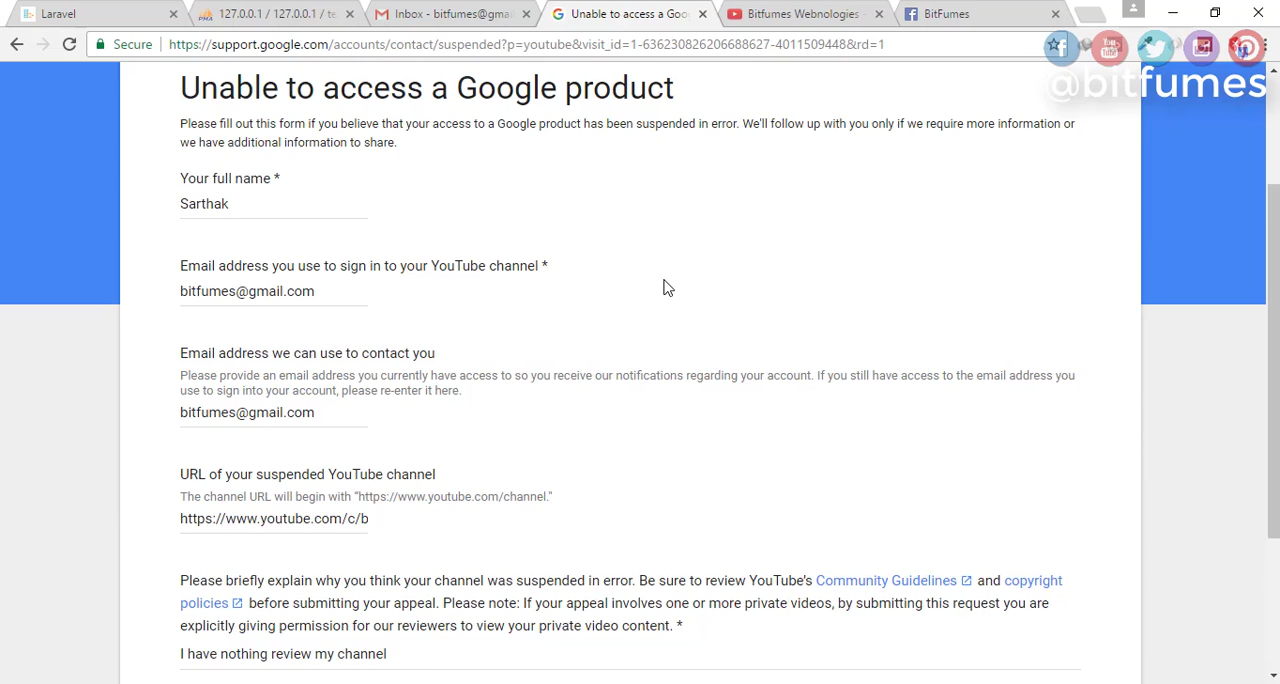 Laravel
127.0.0.1 / 127.0.0.1 / te
Inbox - bitfumes@gma
Unable to access a Goo
Bitfumes Webnologies -
BitFumes
Secure
https://support.google.com/accounts/contact/suspended?p=youtube&visit_id=1-636230826206688627-4011509448&rd=1
@bitfumes
Unable to access a Google product
Please fill out this form if you believe that your access to a Google product has been suspended in error. We'll follow up with you only if we require more information or
we have additional information to share.
Your full name *
Sarthak
Email address you use to sign in to your YouTube channel *
bitfumes@gmail.com
Email address we can use to contact you
Please provide an email address you currently have access to so you receive our notifications regarding your account. If you still have access to the email address you
use to sign into your account, please re-enter it here.
bitfumes@gmail.com
URL of your suspended YouTube channel
The channel URL will begin with “https://www.youtube.com/channel.”
https://www.youtube.com/c/b
Please briefly explain why you think your channel was suspended in error. Be sure to review YouTube’s Community Guidelines and copyright
policies before submitting your appeal. Please note: If your appeal involves one or more private videos, by submitting this request you are
explicitly giving permission for our reviewers to view your private video content. *
I have nothing review my channel